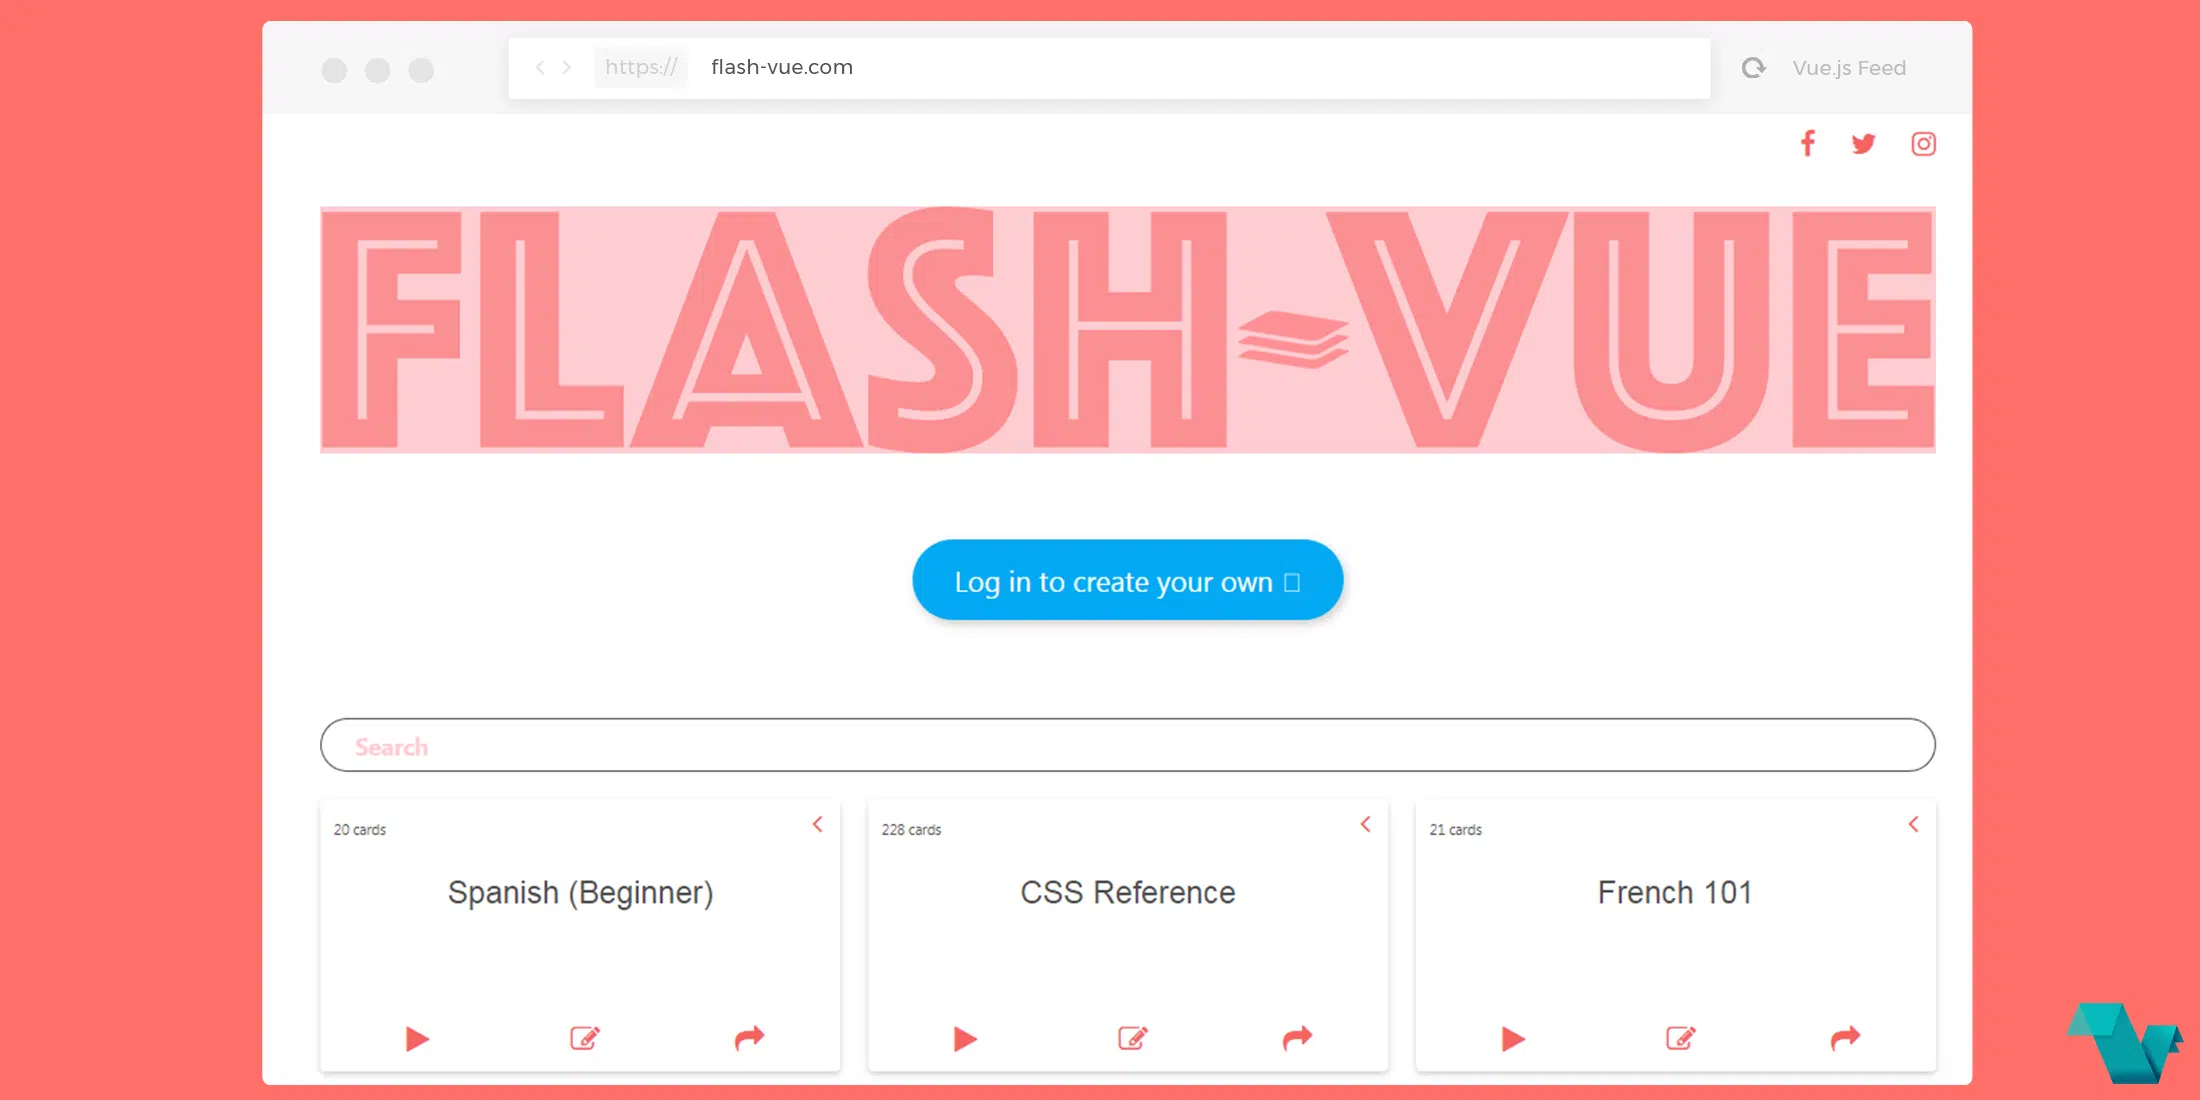 https:// flash-vue.com Vue.js Feed
FLASH-VUE
Log in to create your own
Search
20 cards
Spanish (Beginner)
228 cards
CSS Reference
21 cards
French 101